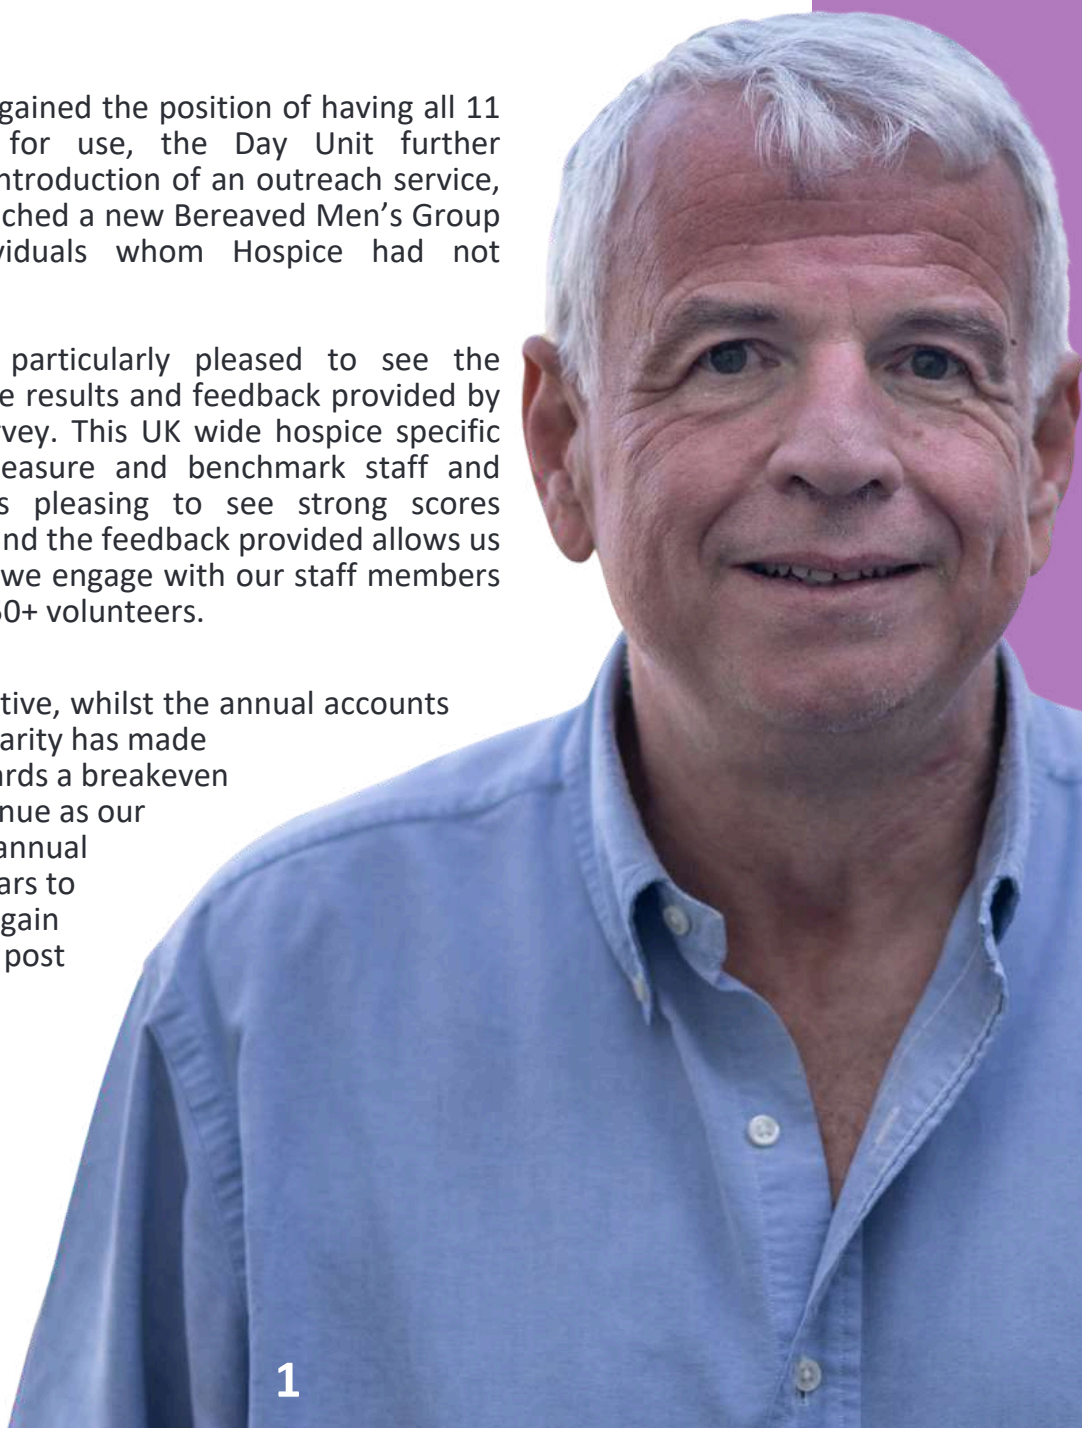 gained the position of having all 11
for use, the Day Unit further
ntroduction of an outreach service,
ched a new Bereaved Men's Group
viduals whom Hospice had not
particularly pleased to see the
e results and feedback provided by
rvey. This UK wide hospice specific
easure and benchmark staff and
s pleasing to see strong scores
nd the feedback provided allows us
we engage with our staff members
50+ volunteers.
tive, whilst the annual accounts
arity has made
ards a breakeven
nue as our
annual
ars to
gain
post
1